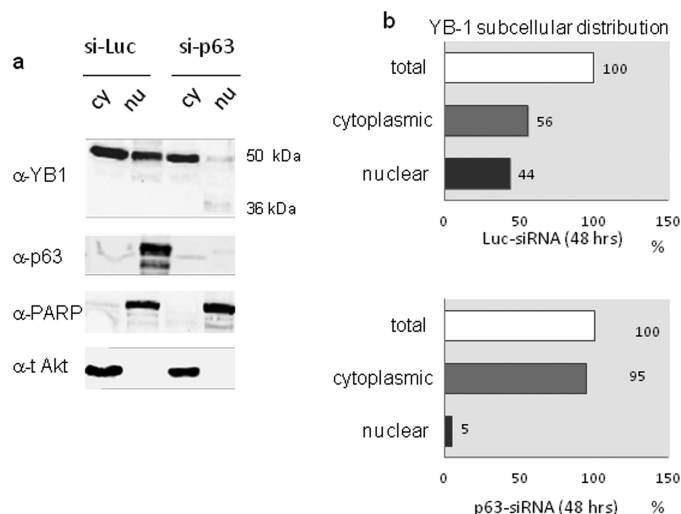 a
si-Luc si-p63
cy nu cy nu
α-YB1
50 kDa
36 kDa
α-p63
α-PARP
α-t Akt
b
YB-1 subcellular distribution
total 100
cytoplasmic 56
nuclear 44
0 50 100 150
Luc-siRNA (48 hrs) %
total 100
cytoplasmic 95
nuclear 5
0 50 100 150
p63-siRNA (48 hrs) %